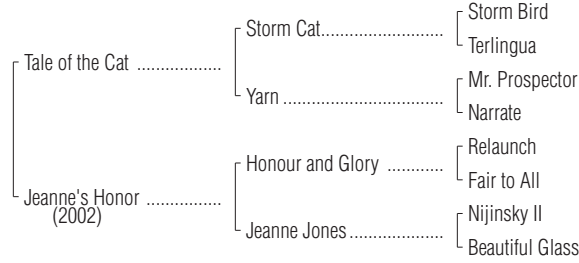 Storm Bird
Storm Cat..............................
Terlingua
Tale of the Cat .................
Mr. Prospector
Yarn ........................................
Narrate
Relaunch
Honour and Glory ..............
Fair to All
Jeanne's Honor .................
(2002)
Nijinsky II
Jeanne Jones.......................
Beautiful Glass